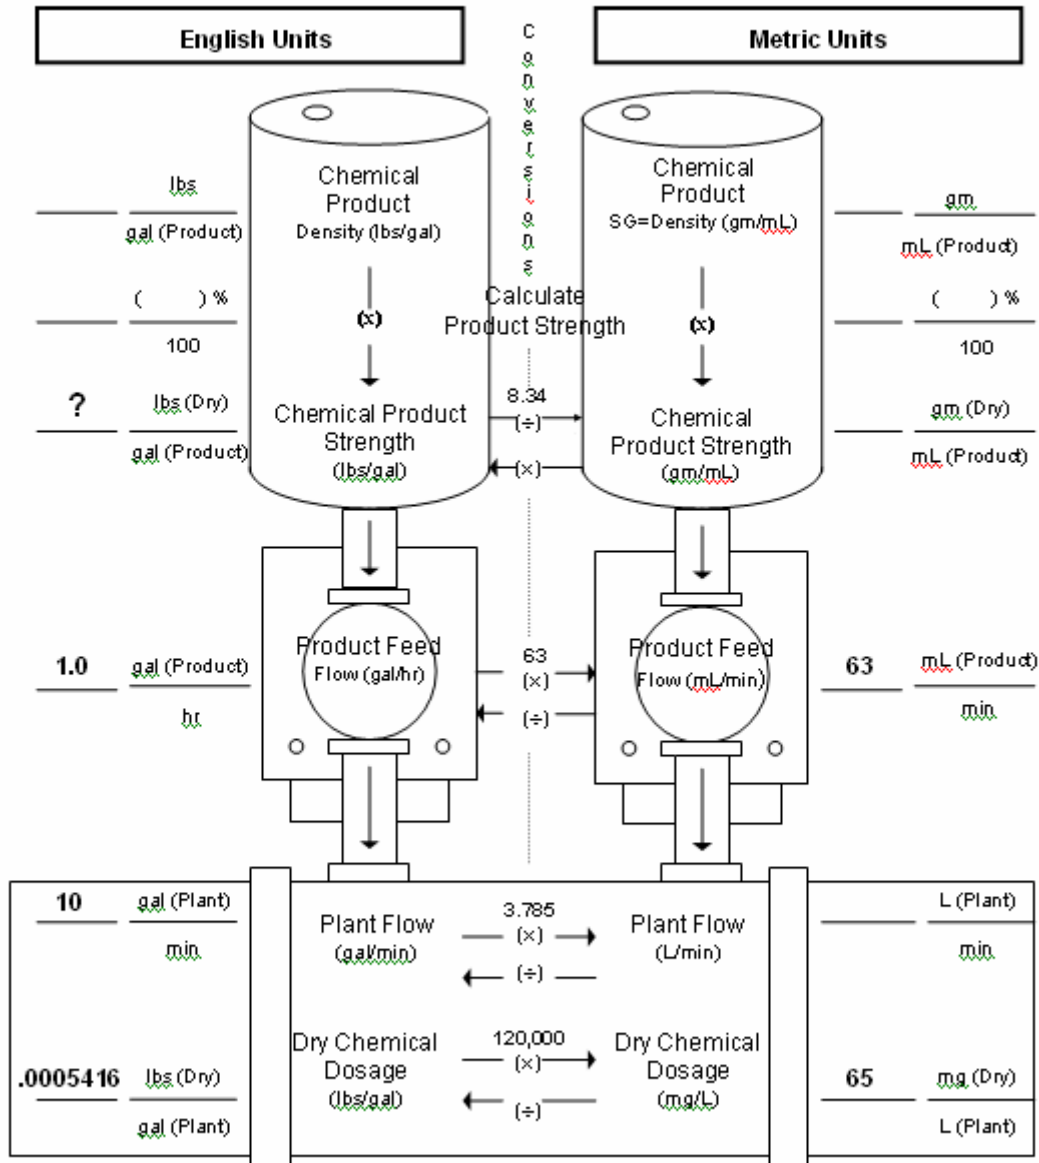 English Units
Conversions
Metric Units
lbs
gal (Product)
Chemical
Product
Density (lbs/gal)
Chemical
Product
SG=Density (gm/mL)
gm
mL (Product)
( ) %
100
(x)
Calculate
Product Strength
(x)
( ) %
100
?
lbs (Dry)
gal (Product)
Chemical Product
Strength
(lbs/gal)
8.34
(÷)
(×)
Chemical
Product Strength
(gm/mL)
gm (Dry)
mL (Product)
1.0
gal (Product)
hr
Product Feed
Flow (gal/hr)
63
(×)
(÷)
Product Feed
Flow (mL/min)
63
mL (Product)
min
10
gal (Plant)
min
Plant Flow
(gal/min)
3.785
(×)
(÷)
Plant Flow
(L/min)
L (Plant)
min
.0005416
lbs (Dry)
gal (Plant)
Dry Chemical
Dosage
(lbs/gal)
120,000
(×)
(÷)
Dry Chemical
Dosage
(mg/L)
65
mg (Dry)
L (Plant)